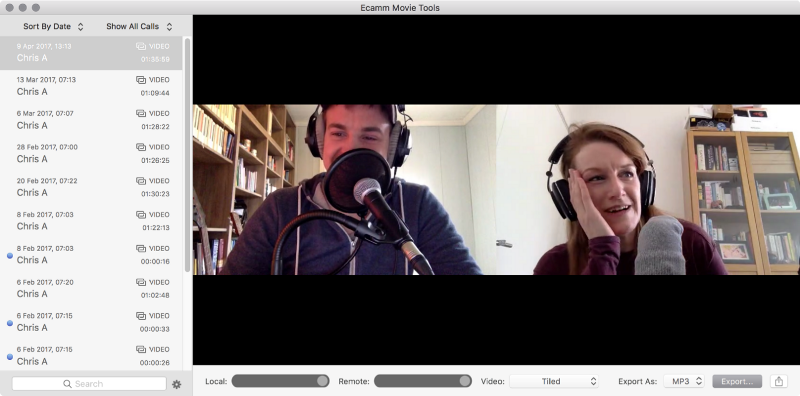 Ecamm Movie Tools
Sort By Date Show All Calls
9 Apr 2017, 13:13 VIDEO
Chris A 01:35:59
13 Mar 2017, 07:13 VIDEO
Chris A 01:09:44
6 Mar 2017, 07:07 VIDEO
Chris A 01:28:22
28 Feb 2017, 07:00 VIDEO
Chris A 01:26:25
20 Feb 2017, 07:22 VIDEO
Chris A 01:30:23
8 Feb 2017, 07:03 VIDEO
Chris A 01:22:13
8 Feb 2017, 07:03 VIDEO
Chris A 00:00:16
6 Feb 2017, 07:20 VIDEO
Chris A 01:02:48
6 Feb 2017, 07:15 VIDEO
Chris A 00:00:33
6 Feb 2017, 07:15 VIDEO
Chris A 00:00:26
Search Local: Remote: Video: Tiled Export As: MP3 Export...